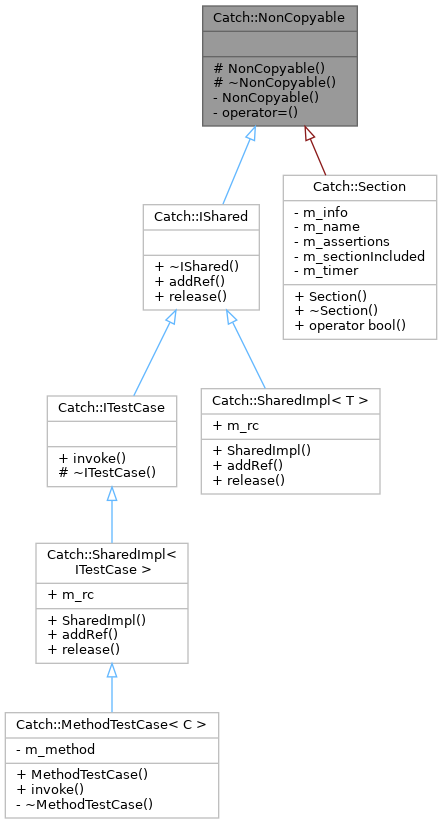 Catch::NonCopyable
# NonCopyable()
# ~NonCopyable()
- NonCopyable()
- operator=()
Catch::IShared
+ ~IShared()
+ addRef()
+ release()
Catch::Section
- m_info
- m_name
- m_assertions
- m_sectionIncluded
- m_timer
+ Section()
+ ~Section()
+ operator bool()
Catch::ITestCase
+ invoke()
# ~ITestCase()
Catch::SharedImpl< T >
+ m_rc
+ SharedImpl()
+ addRef()
+ release()
Catch::SharedImpl<
ITestCase >
+ m_rc
+ SharedImpl()
+ addRef()
+ release()
Catch::MethodTestCase< C >
- m_method
+ MethodTestCase()
+ invoke()
- ~MethodTestCase()